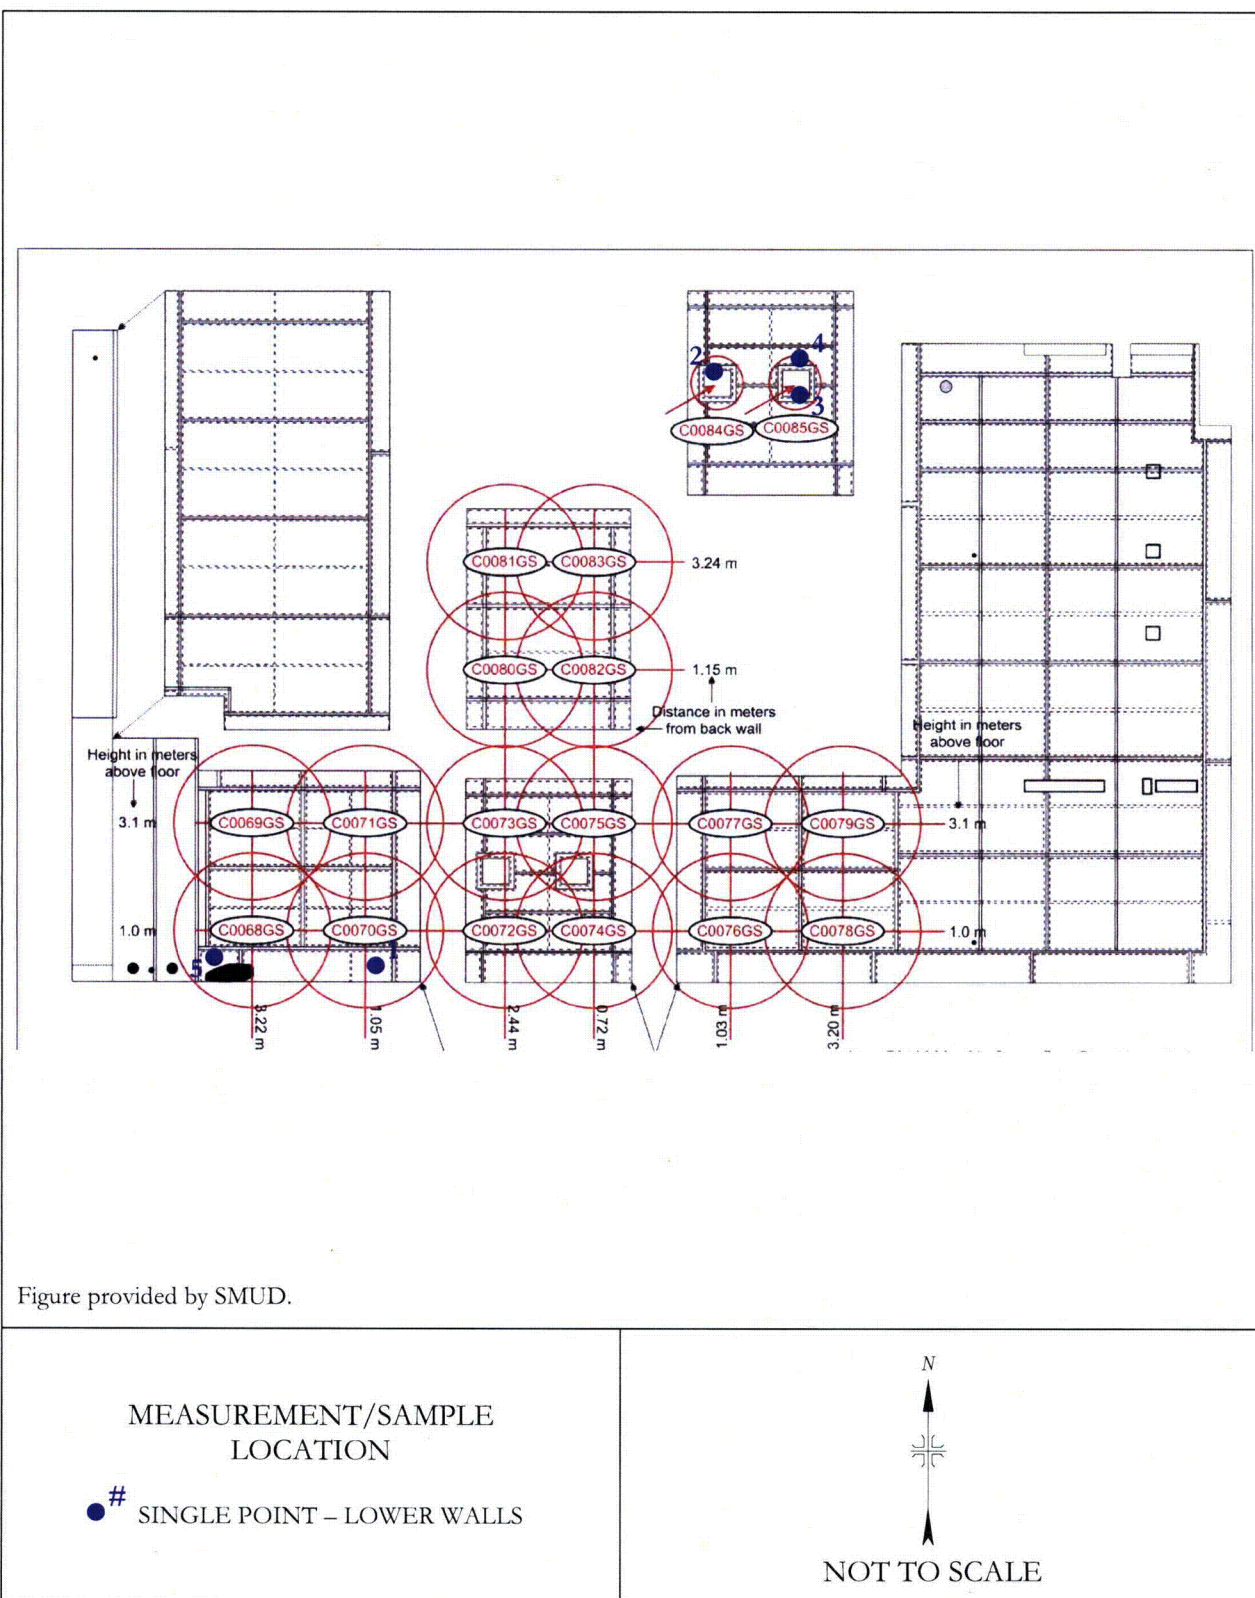 2
4
3
C0084GS
C0085GS
C0081GS
C0083GS
3.24 m
C0080GS
C0082GS
1.15 m
Distance in meters
from back wall
Height in meters
above floor
Height in meters
above floor
3.1 m
C0069GS
C0071GS
C0073GS
C0075GS
C0077GS
C0079GS
3.1 m
1.0 m
C0068GS
C0070GS
C0072GS
C0074GS
C0076GS
C0078GS
1.0 m
5
1
3.22 m
1.05 m
2.44 m
0.72 m
1.03 m
3.20 m
Figure provided by SMUD.
MEASUREMENT/SAMPLE
LOCATION
# SINGLE POINT – LOWER WALLS
N
NOT TO SCALE